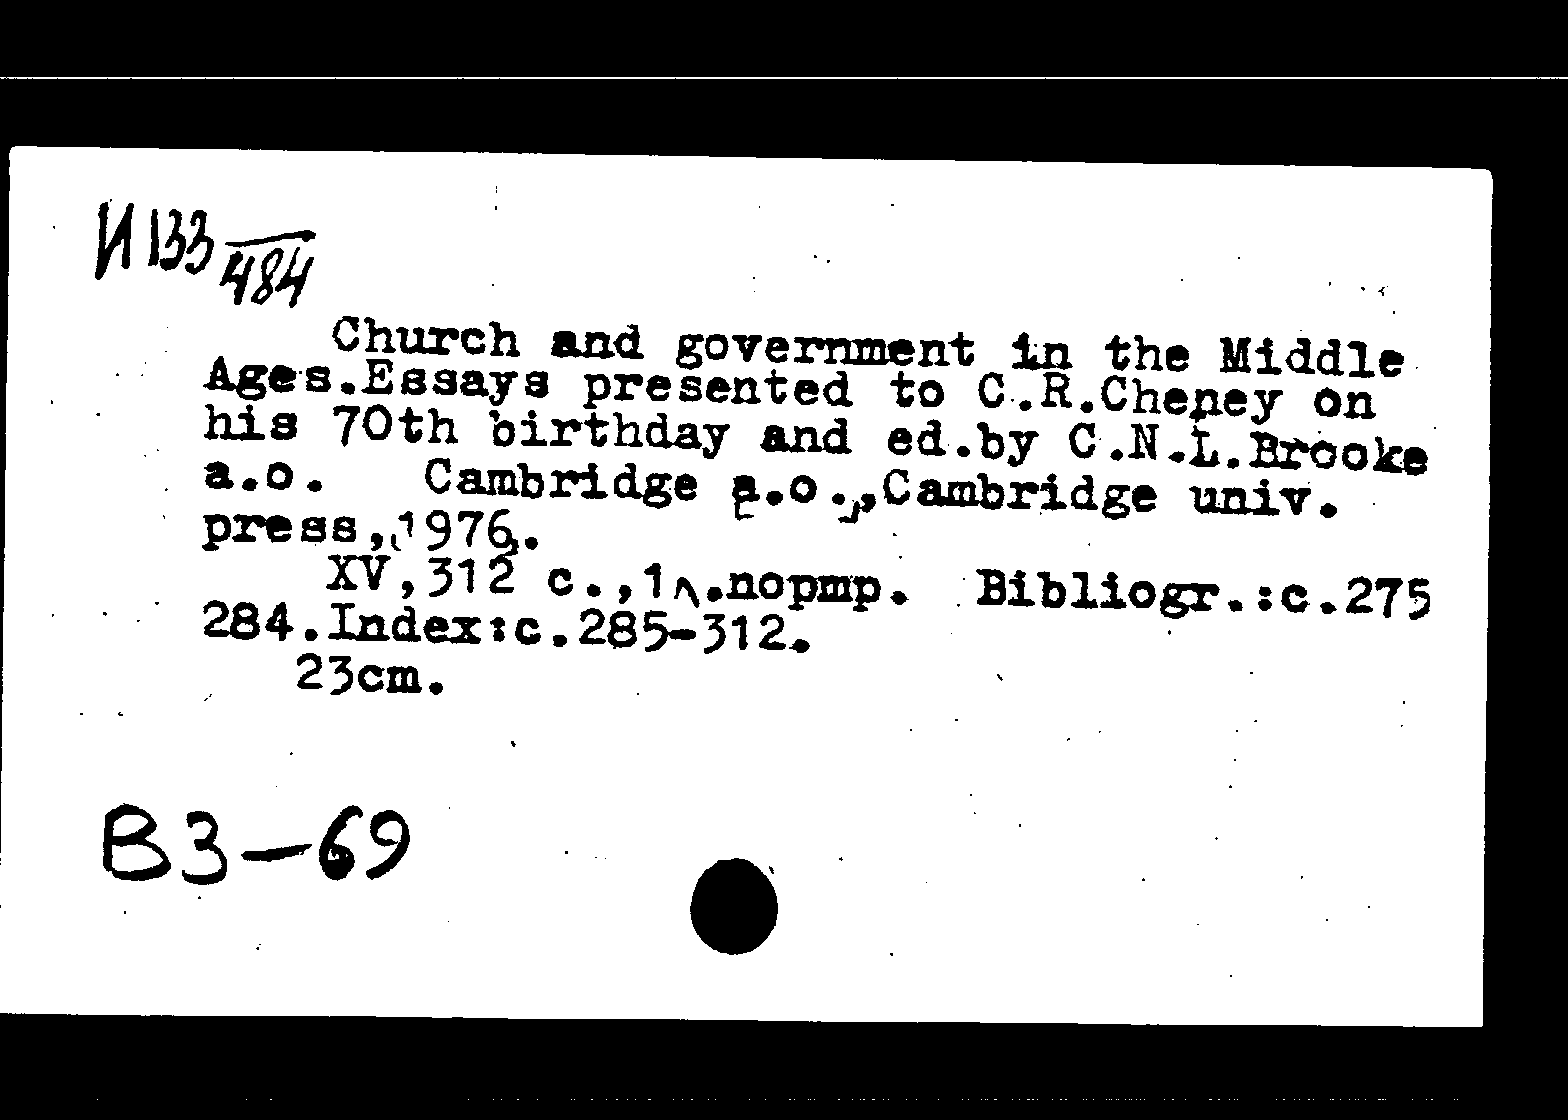 И 133
484
Church and government in the Middle
Ages.Essays presented to C.R.Cheney on
his 70th birthday and ed.by C.N.L.Brooke
a.o. Cambridge [a.o.],Cambridge univ.
press,1976.
XV,312 c.,1 л.портр. Bibliogr.:c.275
284.Index:c.285-312.
23cm.
В3-69